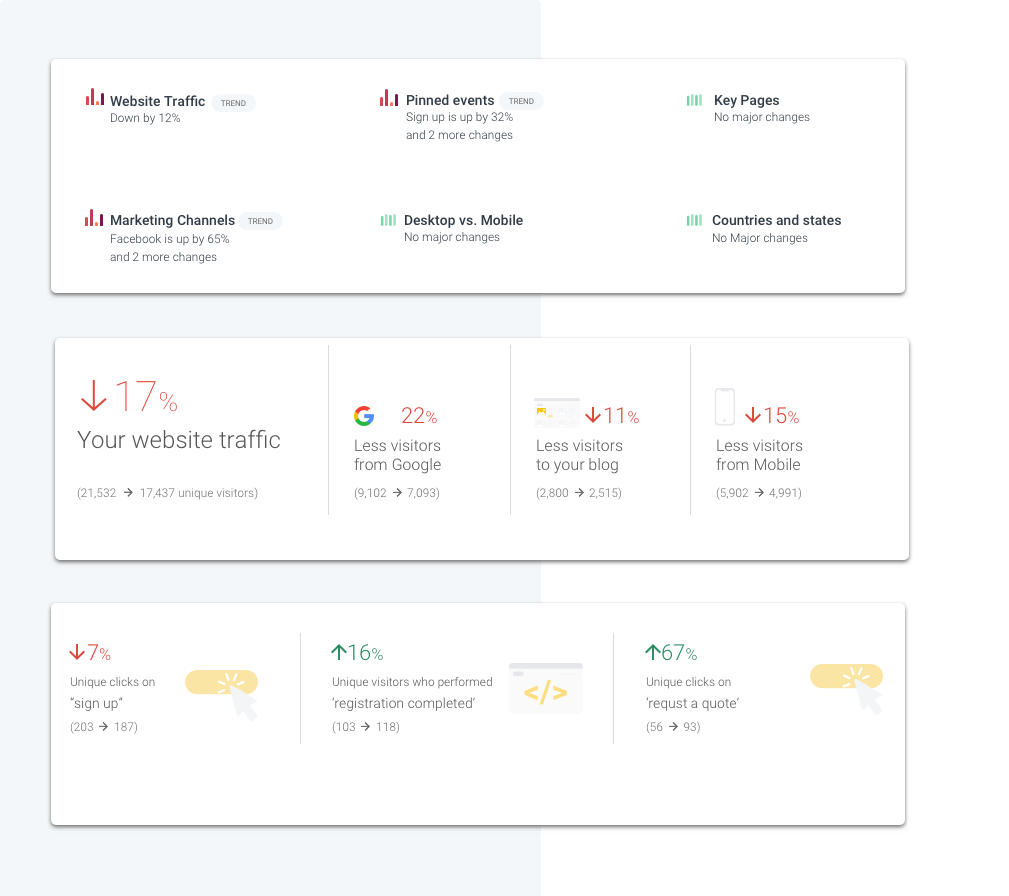 Website Traffic TREND
Down by 12%
Pinned events TREND
Sign up is up by 32%
and 2 more changes
Key Pages
No major changes
Marketing Channels TREND
Facebook is up by 65%
and 2 more changes
Desktop vs. Mobile
No major changes
Countries and states
No Major changes
↓17%
Your website traffic
(21,532 → 17,437 unique visitors)
22%
Less visitors
from Google
(9,102 → 7,093)
↓11%
Less visitors
to your blog
(2,800 → 2,515)
↓15%
Less visitors
from Mobile
(5,902 → 4,991)
↓7%
Unique clicks on
“sign up”
(203 → 187)
↑16%
Unique visitors who performed
‘registration completed’
(103 → 118)
</>
↑67%
Unique clicks on
‘requst a quote’
(56 → 93)